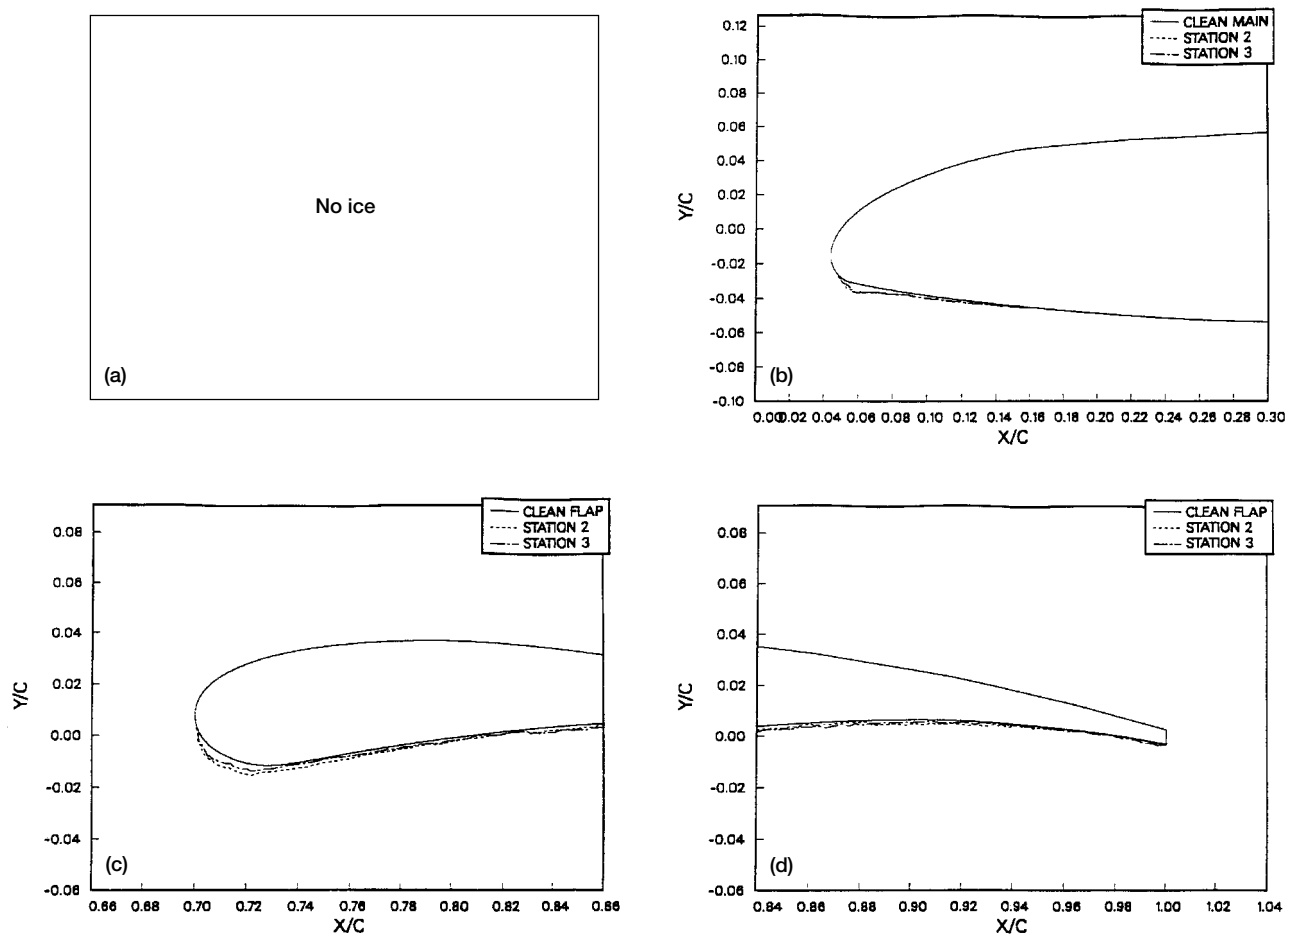 No ice
(a)
CLEAN MAIN
STATION 2
STATION 3
0.12
0.10
0.08
0.06
0.04
0.02
0.00
-0.02
-0.04
-0.06
-0.08
-0.10
Y/C
(b)
0.00 0.02 0.04 0.06 0.08 0.10 0.12 0.14 0.16 0.18 0.20 0.22 0.24 0.26 0.28 0.30
X/C
CLEAN FLAP
STATION 2
STATION 3
0.08
0.06
0.04
0.02
0.00
-0.02
-0.04
-0.06
Y/C
(c)
0.66 0.68 0.70 0.72 0.74 0.76 0.78 0.80 0.82 0.84 0.86
X/C
CLEAN FLAP
STATION 2
STATION 3
0.08
0.06
0.04
0.02
0.00
-0.02
-0.04
-0.06
Y/C
(d)
0.84 0.86 0.88 0.90 0.92 0.94 0.96 0.98 1.00 1.02 1.04
X/C